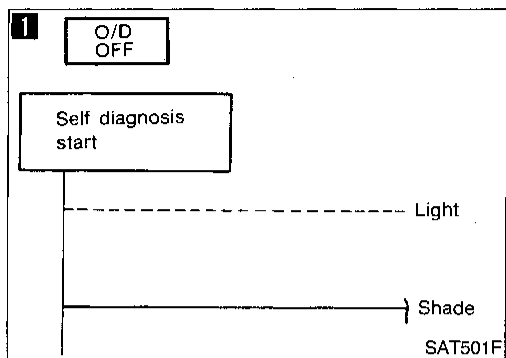 1
O/D
OFF
Self diagnosis
start
Light
Shade
SAT501F